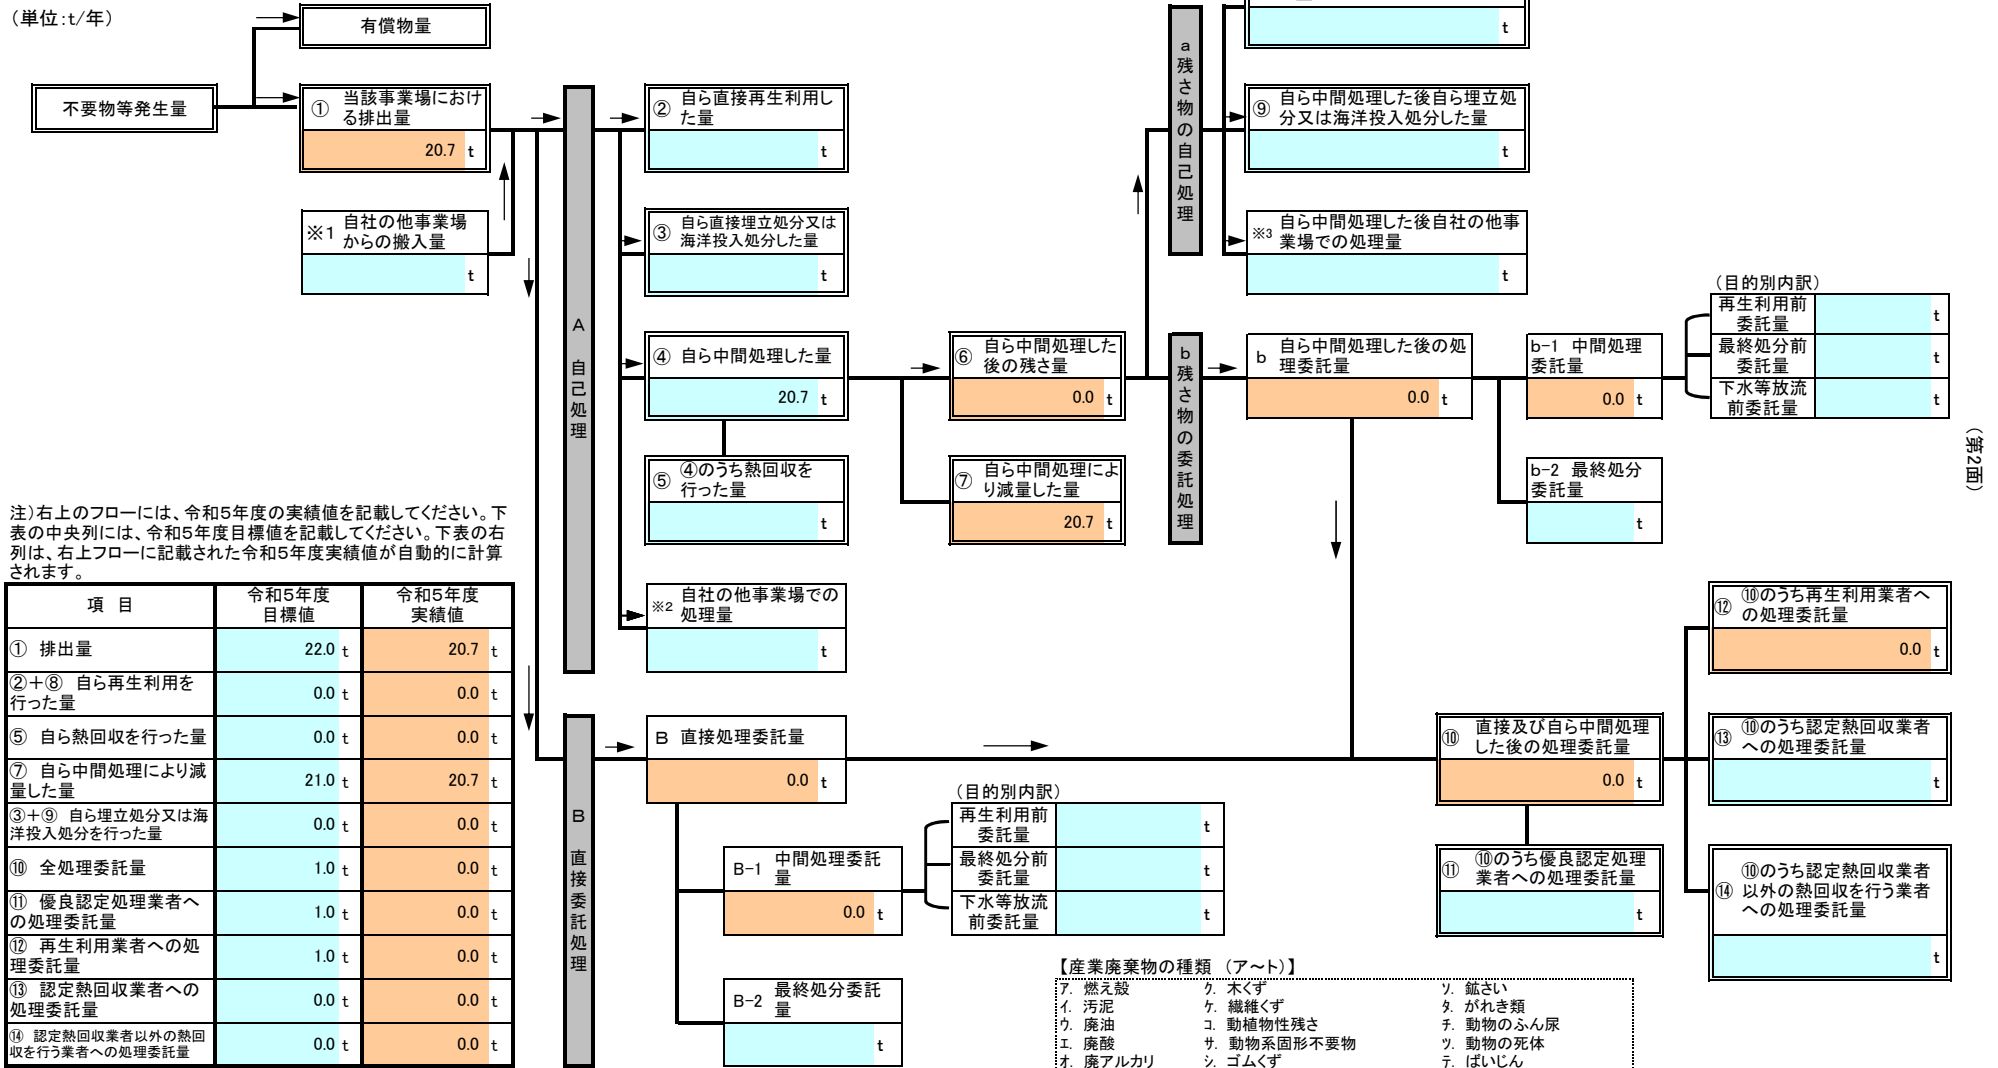 （単位：t/年）
有償物量
不要物等発生量
①
当該事業場におけ
る排出量
20.7 t
※1
自社の他事業場
からの搬入量
t
A 自己処理
②
自ら直接再生利用し
た量
t
③
自ら直接埋立処分又は
海洋投入処分した量
t
④ 自ら中間処理した量
20.7 t
⑤
④のうち熱回収を
行った量
t
※2
自社の他事業場での
処理量
t
⑥
自ら中間処理した
後の残さ量
0.0 t
⑦
自ら中間処理によ
り減量した量
20.7 t
a 残さ物の自己処理
t
⑨
自ら中間処理した後自ら埋立処
分又は海洋投入処分した量
t
※3
自ら中間処理した後自社の他事
業場での処理量
t
b 残さ物の委託処理
b
自ら中間処理した後の処
理委託量
0.0 t
b-1 中間処理
委託量
0.0 t
b-2 最終処分
委託量
t
（目的別内訳）
再生利用前
委託量
t
最終処分前
委託量
t
下水等放流
前委託量
t
（第2面）
注）右上のフローには、令和5年度の実績値を記載してください。下
表の中央列には、令和5年度目標値を記載してください。下表の右
列は、右上フローに記載された令和5年度実績値が自動的に計算
されます。
項 目
令和5年度
目標値
令和5年度
実績値
① 排出量
22.0 t
20.7 t
②＋⑧ 自ら再生利用を
行った量
0.0 t
0.0 t
⑤ 自ら熱回収を行った量
0.0 t
0.0 t
⑦ 自ら中間処理により減
量した量
21.0 t
20.7 t
③＋⑨ 自ら埋立処分又は海
洋投入処分を行った量
0.0 t
0.0 t
⑩ 全処理委託量
1.0 t
0.0 t
⑪ 優良認定処理業者へ
の処理委託量
1.0 t
0.0 t
⑫ 再生利用業者への処
理委託量
1.0 t
0.0 t
⑬ 認定熱回収業者への
処理委託量
0.0 t
0.0 t
⑭ 認定熱回収業者以外の熱回
収を行う業者への処理委託量
0.0 t
0.0 t
B 直接委託処理
B 直接処理委託量
0.0 t
B-1
中間処理委託
量
0.0 t
B-2
最終処分委託
量
t
（目的別内訳）
再生利用前
委託量
t
最終処分前
委託量
t
下水等放流
前委託量
t
⑩
直接及び自ら中間処理
した後の処理委託量
0.0 t
⑪
⑩のうち優良認定処理
業者への処理委託量
t
⑫
⑩のうち再生利用業者へ
の処理委託量
0.0 t
⑬
⑩のうち認定熱回収業者
への処理委託量
t
⑭
⑩のうち認定熱回収業者
以外の熱回収を行う業者
への処理委託量
t
【産業廃棄物の種類 （ア～ト）】
ア. 燃え殻 ク. 木くず ソ. 鉱さい
イ. 汚泥 ケ. 繊維くず タ. がれき類
ウ. 廃油 コ. 動植物性残さ チ. 動物のふん尿
エ. 廃酸 サ. 動物系固形不要物 ツ. 動物の死体
オ. 廃アルカリ シ. ゴムくず テ. ばいじん